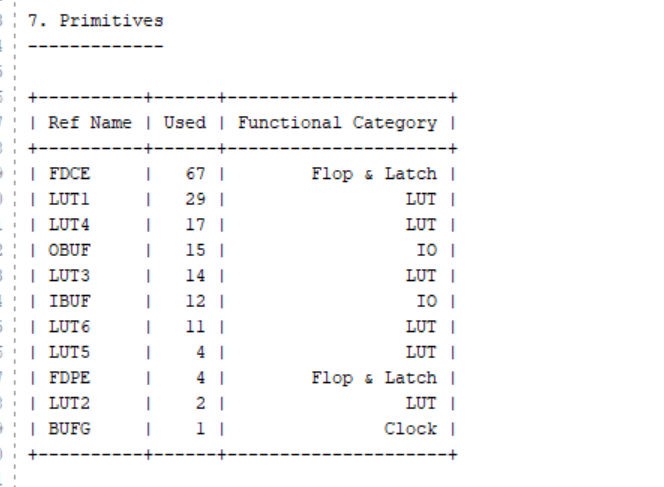 7. Primitives
-------------
+----------+------+---------------------+
| Ref Name | Used | Functional Category |
+----------+------+---------------------+
| FDCE     |   67 |        Flop & Latch |
| LUT1     |   29 |                 LUT |
| LUT4     |   17 |                 LUT |
| OBUF     |   15 |                  IO |
| LUT3     |   14 |                 LUT |
| IBUF     |   12 |                  IO |
| LUT6     |   11 |                 LUT |
| LUT5     |    4 |                 LUT |
| FDPE     |    4 |        Flop & Latch |
| LUT2     |    2 |                 LUT |
| BUFG     |    1 |               Clock |
+----------+------+---------------------+